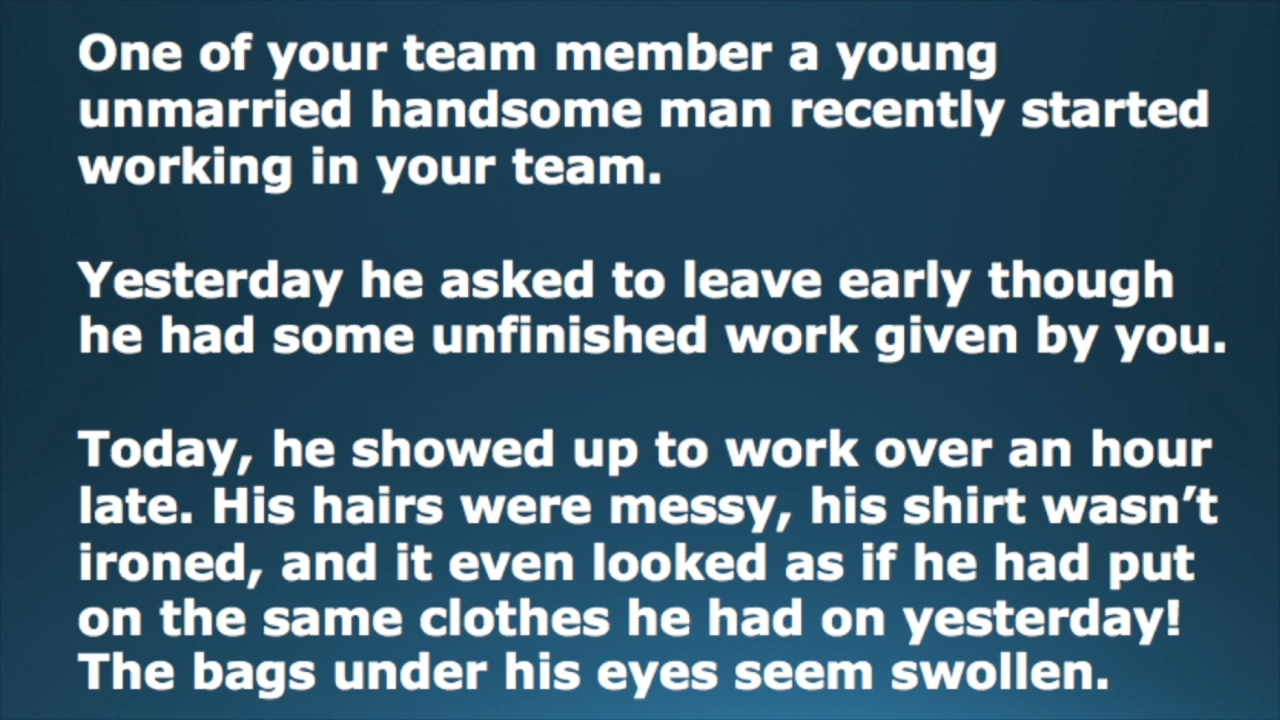 One of your team member a young
unmarried handsome man recently started
working in your team.
Yesterday he asked to leave early though
he had some unfinished work given by you.
Today, he showed up to work over an hour
late. His hairs were messy, his shirt wasn’t
ironed, and it even looked as if he had put
on the same clothes he had on yesterday!
The bags under his eyes seem swollen.